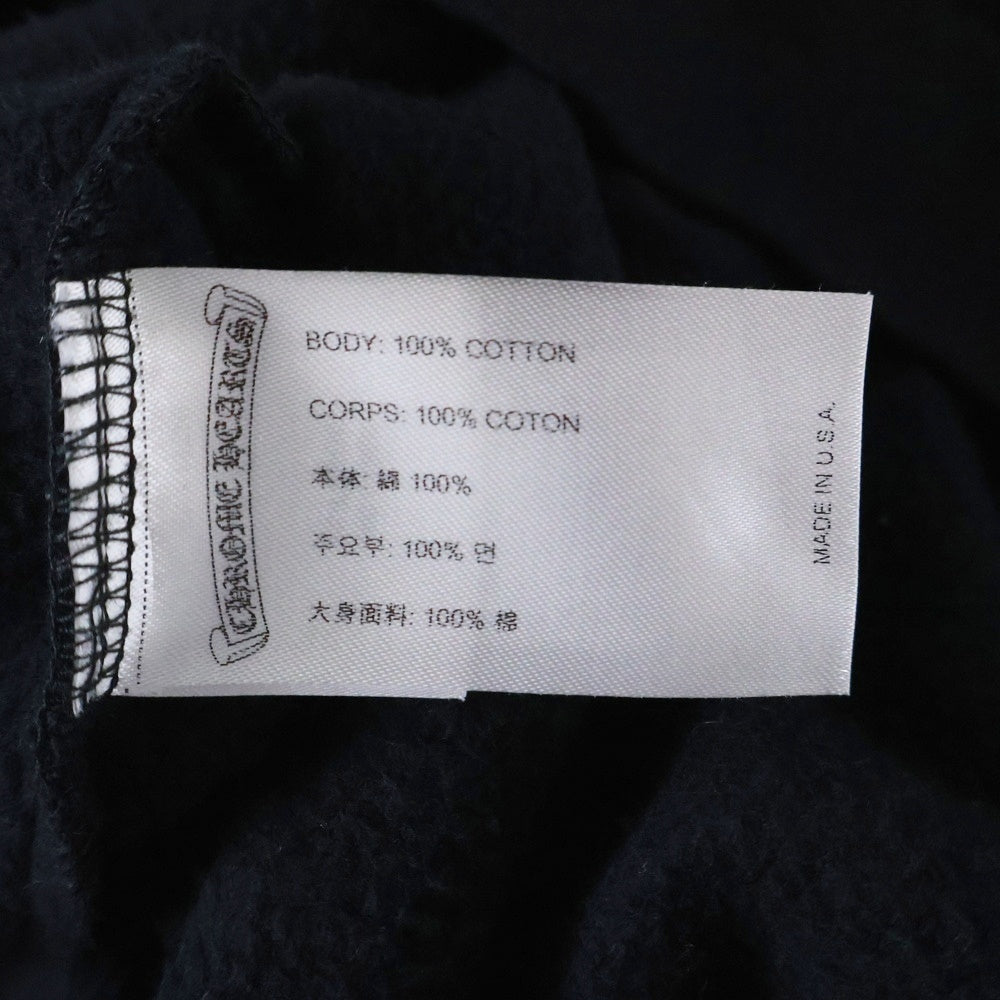 CHROME HEARTS
BODY: 100% COTTON
CORPS: 100% COTON
本体: 綿 100%
주요부: 100% 면
大身面料: 100% 棉
MADE IN U.S.A.